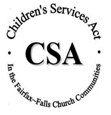 Children's Services Act
CSA
• In the Fairfax-Falls Church Communities •